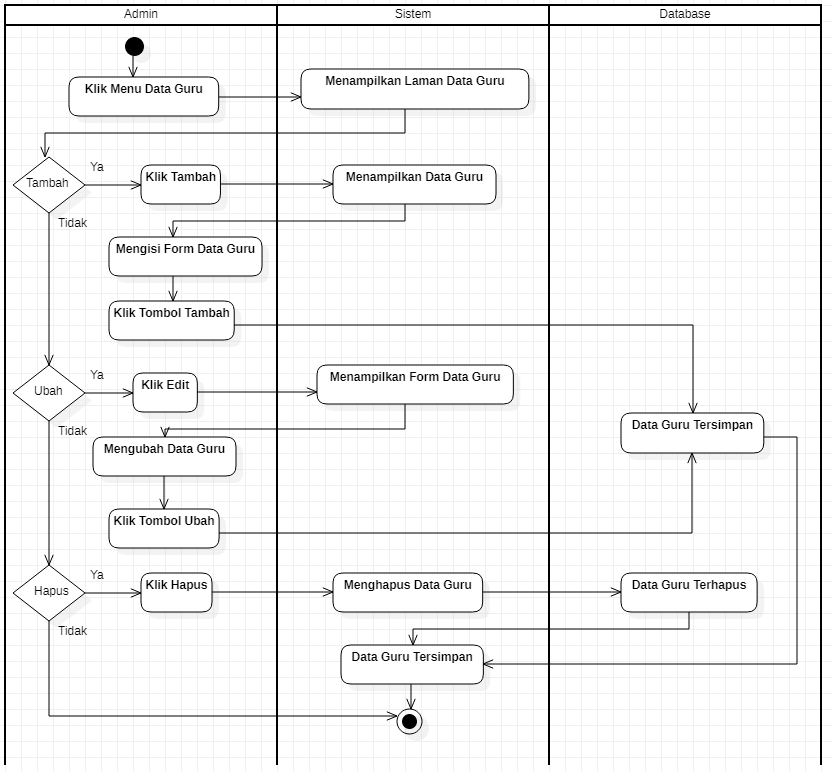 Admin
Sistem
Database
Klik Menu Data Guru
Menampilkan Laman Data Guru
Tambah
Ya
Klik Tambah
Menampilkan Data Guru
Tidak
Mengisi Form Data Guru
Klik Tombol Tambah
Ubah
Ya
Klik Edit
Menampilkan Form Data Guru
Data Guru Tersimpan
Tidak
Mengubah Data Guru
Klik Tombol Ubah
Hapus
Ya
Klik Hapus
Menghapus Data Guru
Data Guru Terhapus
Tidak
Data Guru Tersimpan